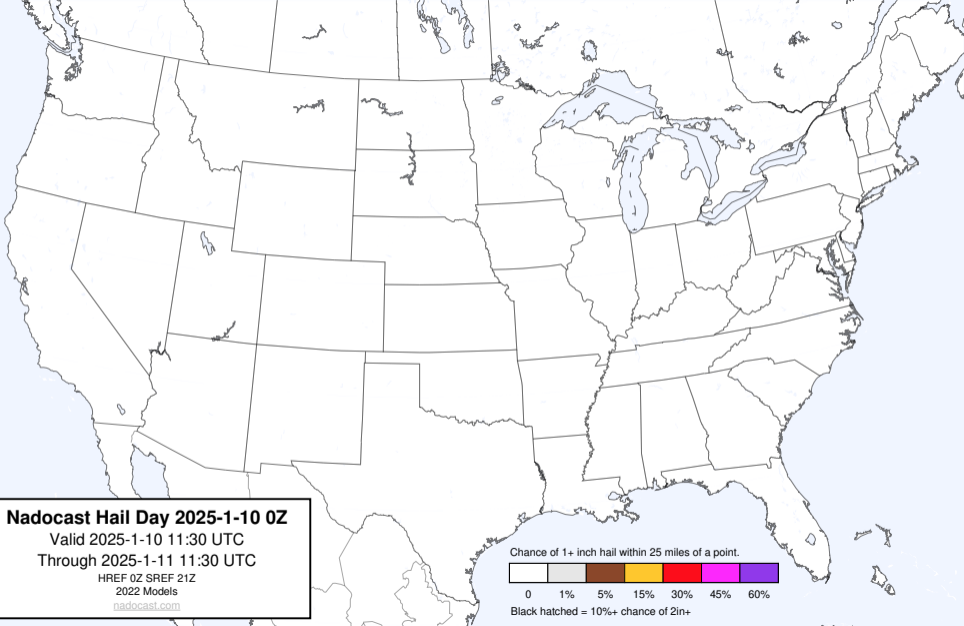 Nadocast Hail Day 2025-1-10 0Z
Valid 2025-1-10 11:30 UTC
Through 2025-1-11 11:30 UTC
HREF 0Z SREF 21Z
2022 Models
nadocast.com
Chance of 1+ inch hail within 25 miles of a point.
0 1% 5% 15% 30% 45% 60%
Black hatched = 10%+ chance of 2in+